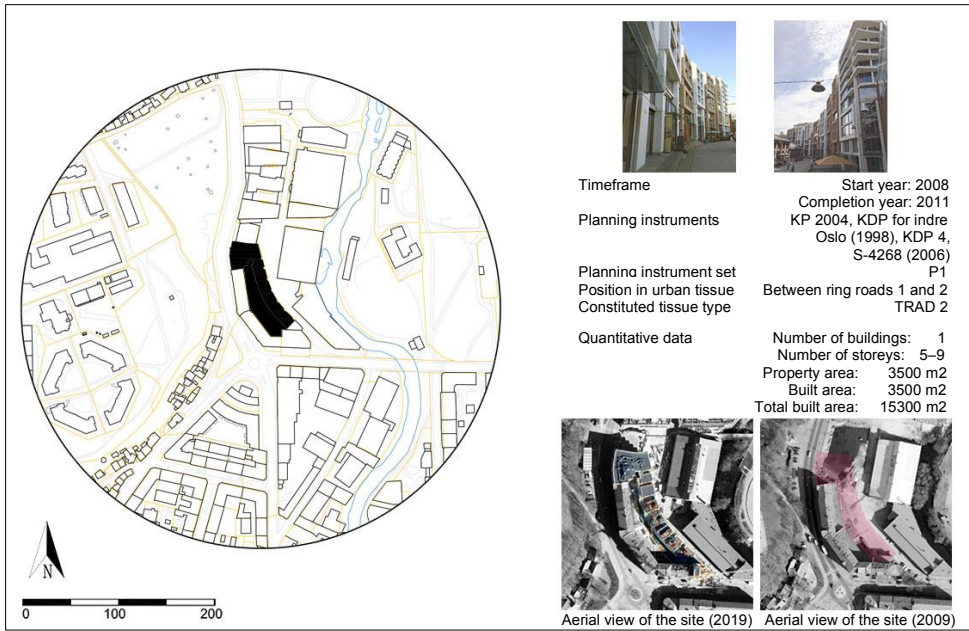 Timeframe Start year: 2008
Completion year: 2011
Planning instruments KP 2004, KDP for indre
Oslo (1998), KDP 4,
S-4268 (2006)
Planning instrument set P1
Position in urban tissue Between ring roads 1 and 2
Constituted tissue type TRAD 2
Quantitative data Number of buildings: 1
Number of storeys: 5–9
Property area: 3500 m2
Built area: 3500 m2
Total built area: 15300 m2
N
0 100 200
Aerial view of the site (2019) Aerial view of the site (2009)